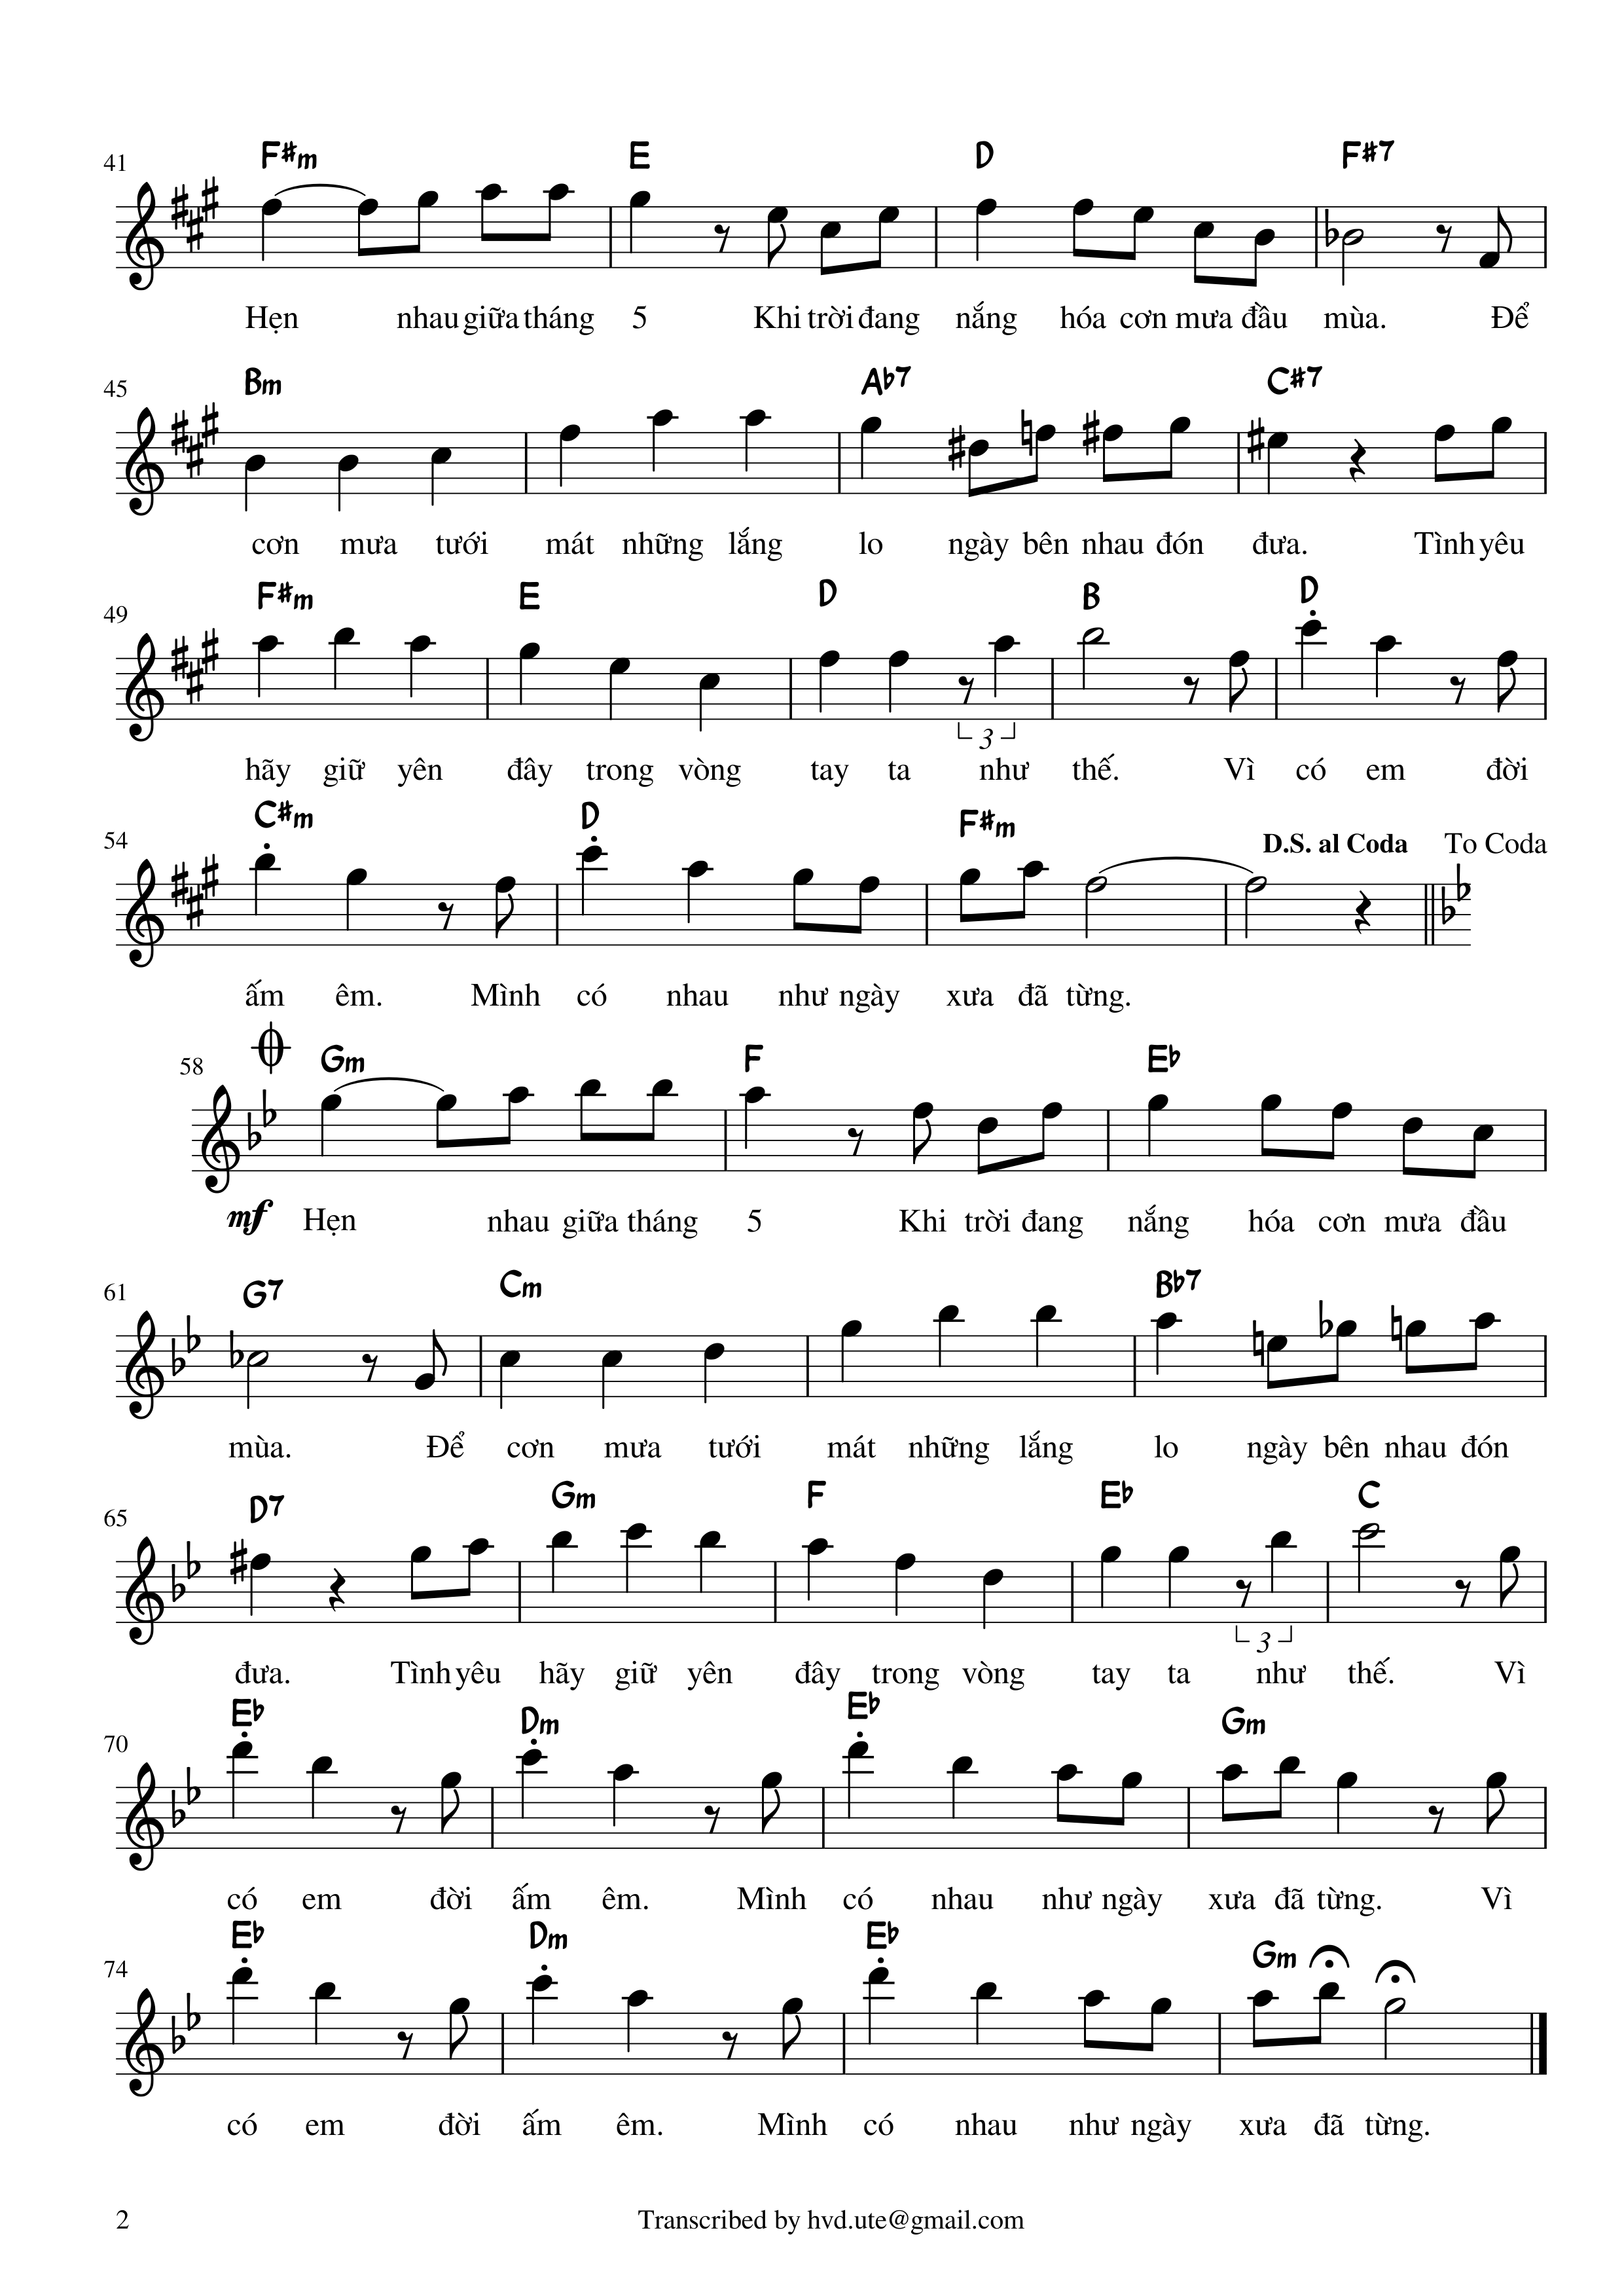 41 F#m E D F#7
Hẹn nhau giữa tháng 5 Khi trời đang nắng hóa cơn mưa đầu mùa. Để
45 Bm Ab7 C#7
cơn mưa tưới mát những lắng lo ngày bên nhau đón đưa. Tình yêu
49 F#m E D B D
3
hãy giữ yên đây trong vòng tay ta như thế. Vì có em đời
54 C#m D F#m D.S. al Coda To Coda
ấm êm. Mình có nhau như ngày xưa đã từng.
58 Gm F Eb
mf Hẹn nhau giữa tháng 5 Khi trời đang nắng hóa cơn mưa đầu
61 G7 Cm Bb7
mùa. Để cơn mưa tưới mát những lắng lo ngày bên nhau đón
65 D7 Gm F Eb C
3
đưa. Tình yêu hãy giữ yên đây trong vòng tay ta như thế. Vì
70 Eb Dm Eb Gm
có em đời ấm êm. Mình có nhau như ngày xưa đã từng. Vì
74 Eb Dm Eb Gm
có em đời ấm êm. Mình có nhau như ngày xưa đã từng.
2 Transcribed by hvd.ute@gmail.com